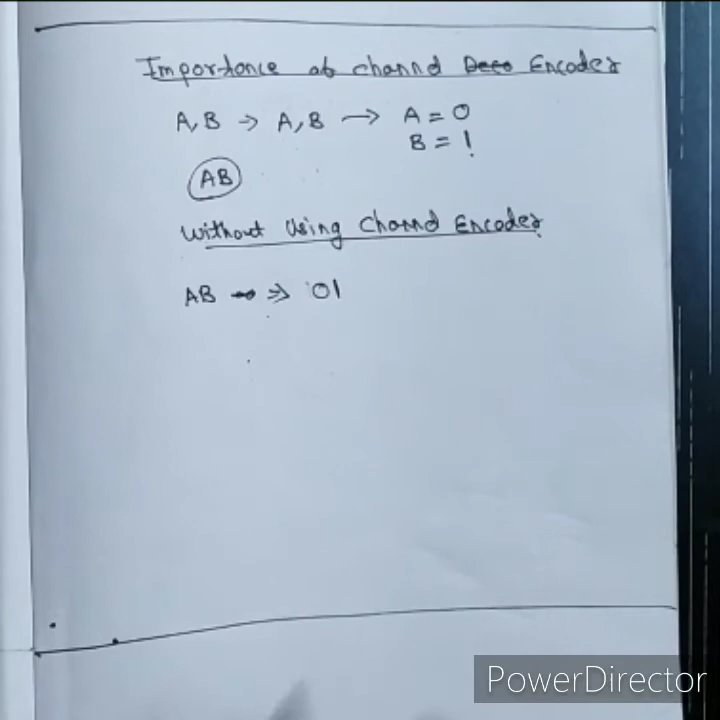 Importance of channel Deco Encoder
A, B → A, B → A = 0
B = 1
AB
Without Using Channel Encoder
AB → ⇒ 01
PowerDirector